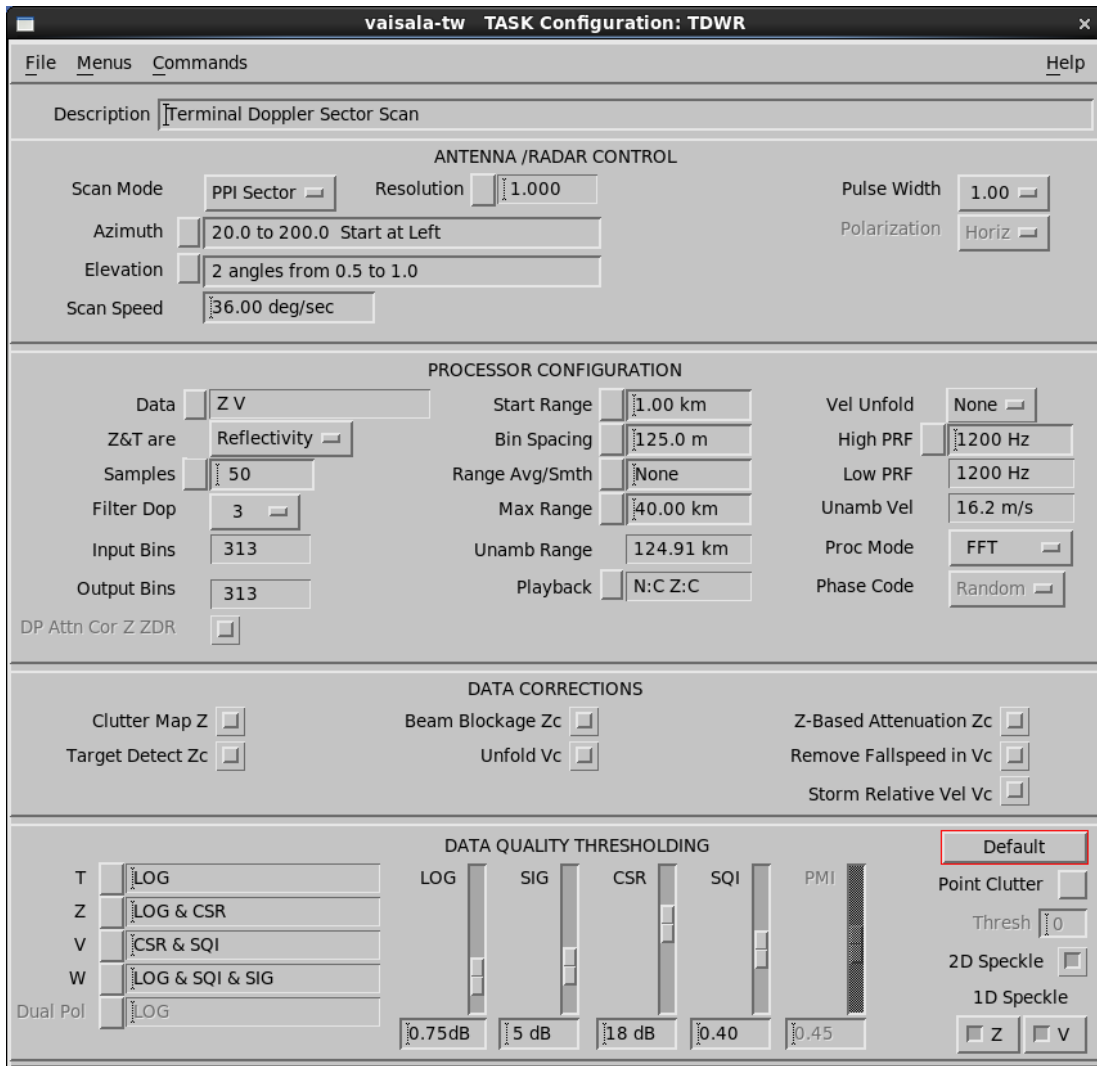 vaisala-tw TASK Configuration: TDWR ×
File Menus Commands Help
Description Terminal Doppler Sector Scan
ANTENNA /RADAR CONTROL
Scan Mode PPI Sector Resolution 1.000 Pulse Width 1.00
Azimuth 20.0 to 200.0 Start at Left Polarization Horiz
Elevation 2 angles from 0.5 to 1.0
Scan Speed 36.00 deg/sec
PROCESSOR CONFIGURATION
Data Z V Start Range 1.00 km Vel Unfold None
Z&T are Reflectivity Bin Spacing 125.0 m High PRF 1200 Hz
Samples 50 Range Avg/Smth None Low PRF 1200 Hz
Filter Dop 3 Max Range 40.00 km Unamb Vel 16.2 m/s
Input Bins 313 Unamb Range 124.91 km Proc Mode FFT
Output Bins 313 Playback N:C Z:C Phase Code Random
DP Attn Cor Z ZDR
DATA CORRECTIONS
Clutter Map Z Beam Blockage Zc Z-Based Attenuation Zc
Target Detect Zc Unfold Vc Remove Fallspeed in Vc
Storm Relative Vel Vc
DATA QUALITY THRESHOLDING Default
T LOG LOG SIG CSR SQI PMI Point Clutter
Z LOG & CSR Thresh 0
V CSR & SQI
W LOG & SQI & SIG 2D Speckle
Dual Pol LOG 1D Speckle
0.75dB 5 dB 18 dB 0.40 0.45 Z V